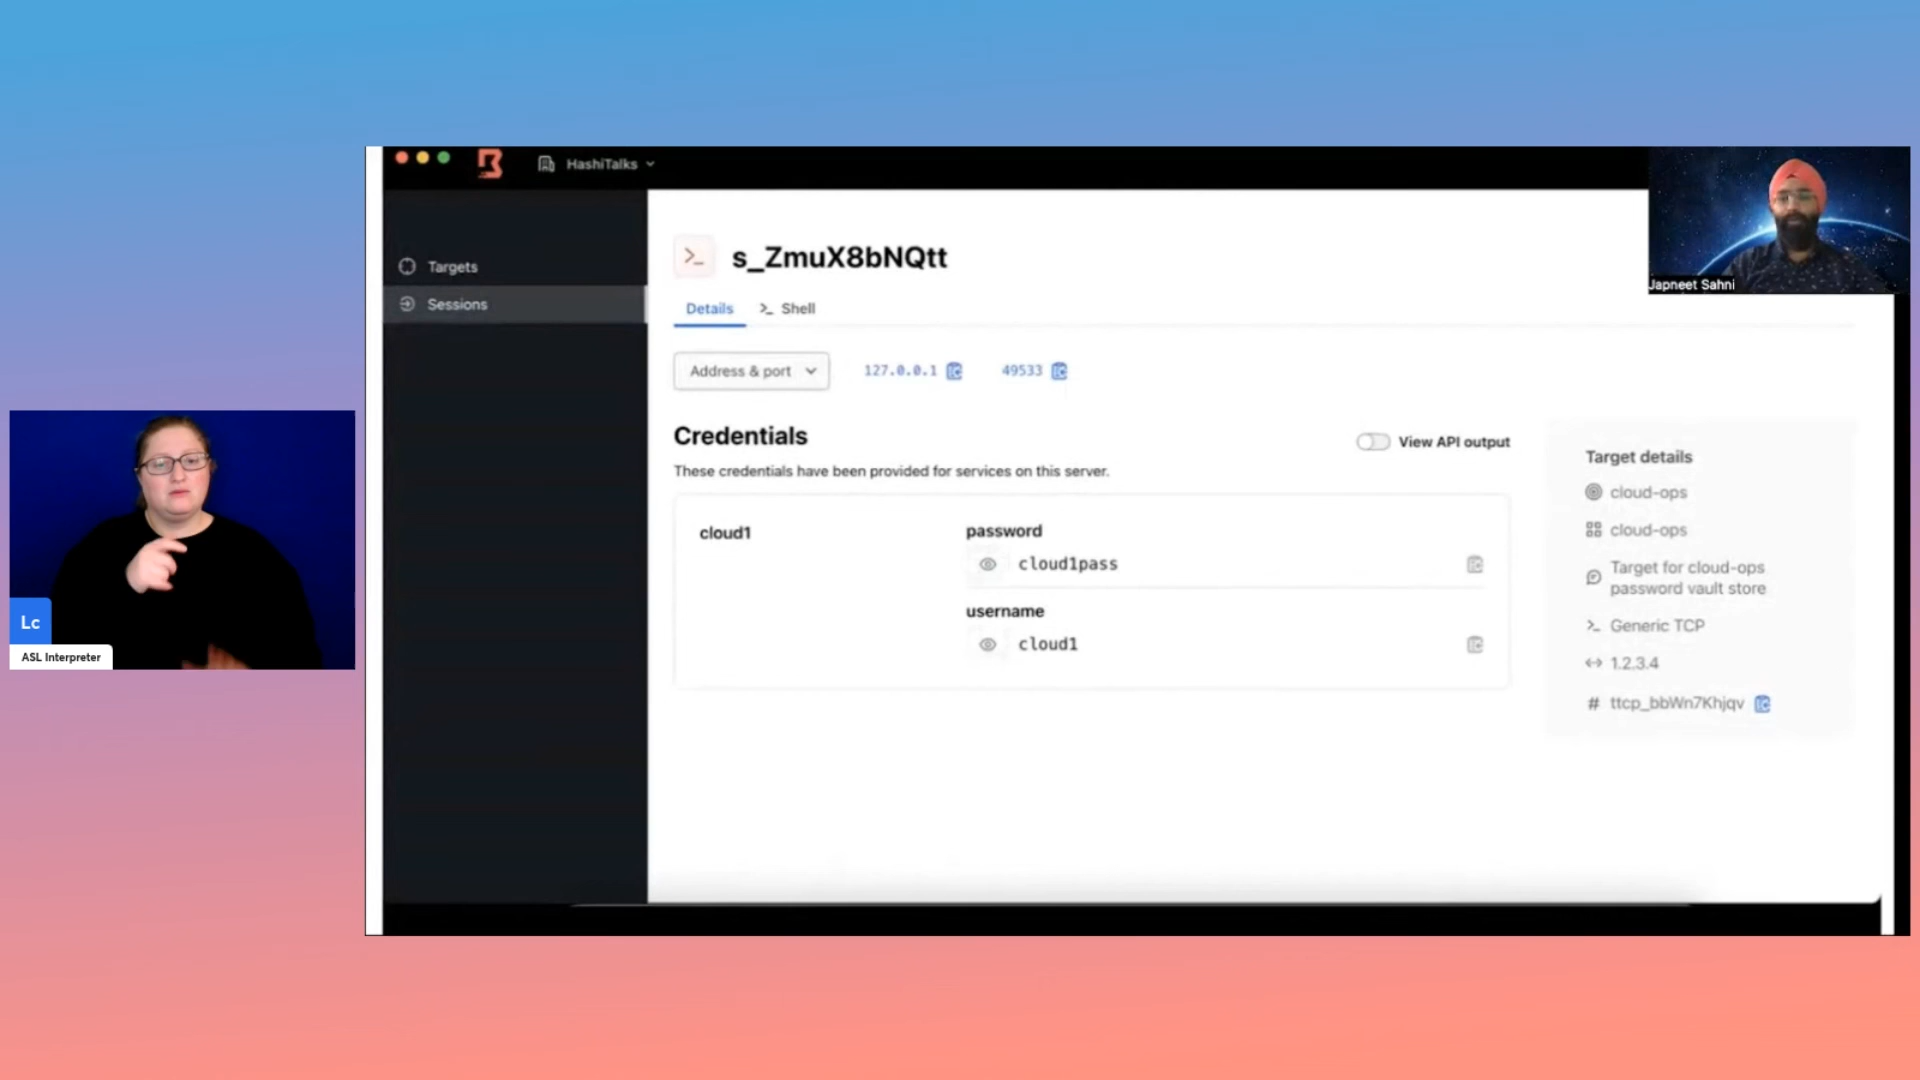 HashiTalks
Japneet Sahni
Targets
Sessions
s_ZmuX8bNQtt
Details
Shell
Address & port
127.0.0.1
49533
Credentials
View API output
These credentials have been provided for services on this server.
cloud1
password
cloud1pass
username
cloud1
Target details
cloud-ops
cloud-ops
Target for cloud-ops
password vault store
Generic TCP
1.2.3.4
# ttcp_bbWn7Khjqv
Lc
ASL Interpreter